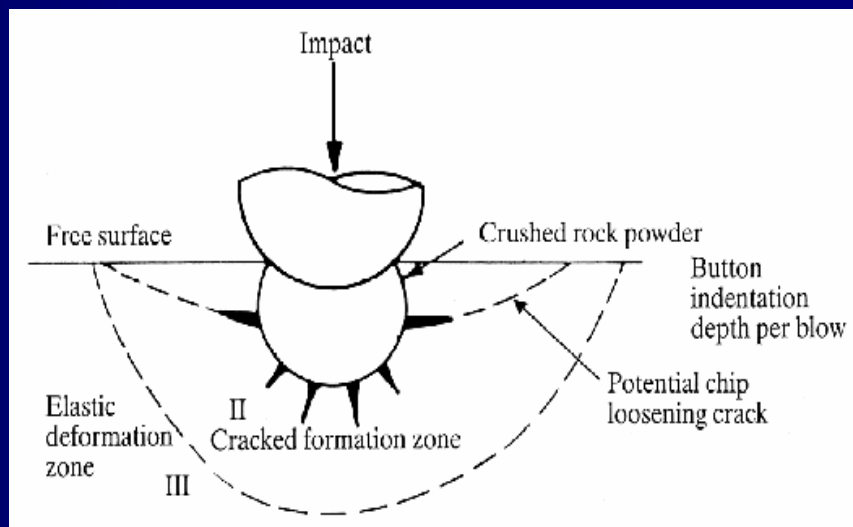 Impact
Free surface
Crushed rock powder
Button
indentation
depth per blow
Potential chip
loosening crack
Elastic
deformation
zone
II
Cracked formation zone
III